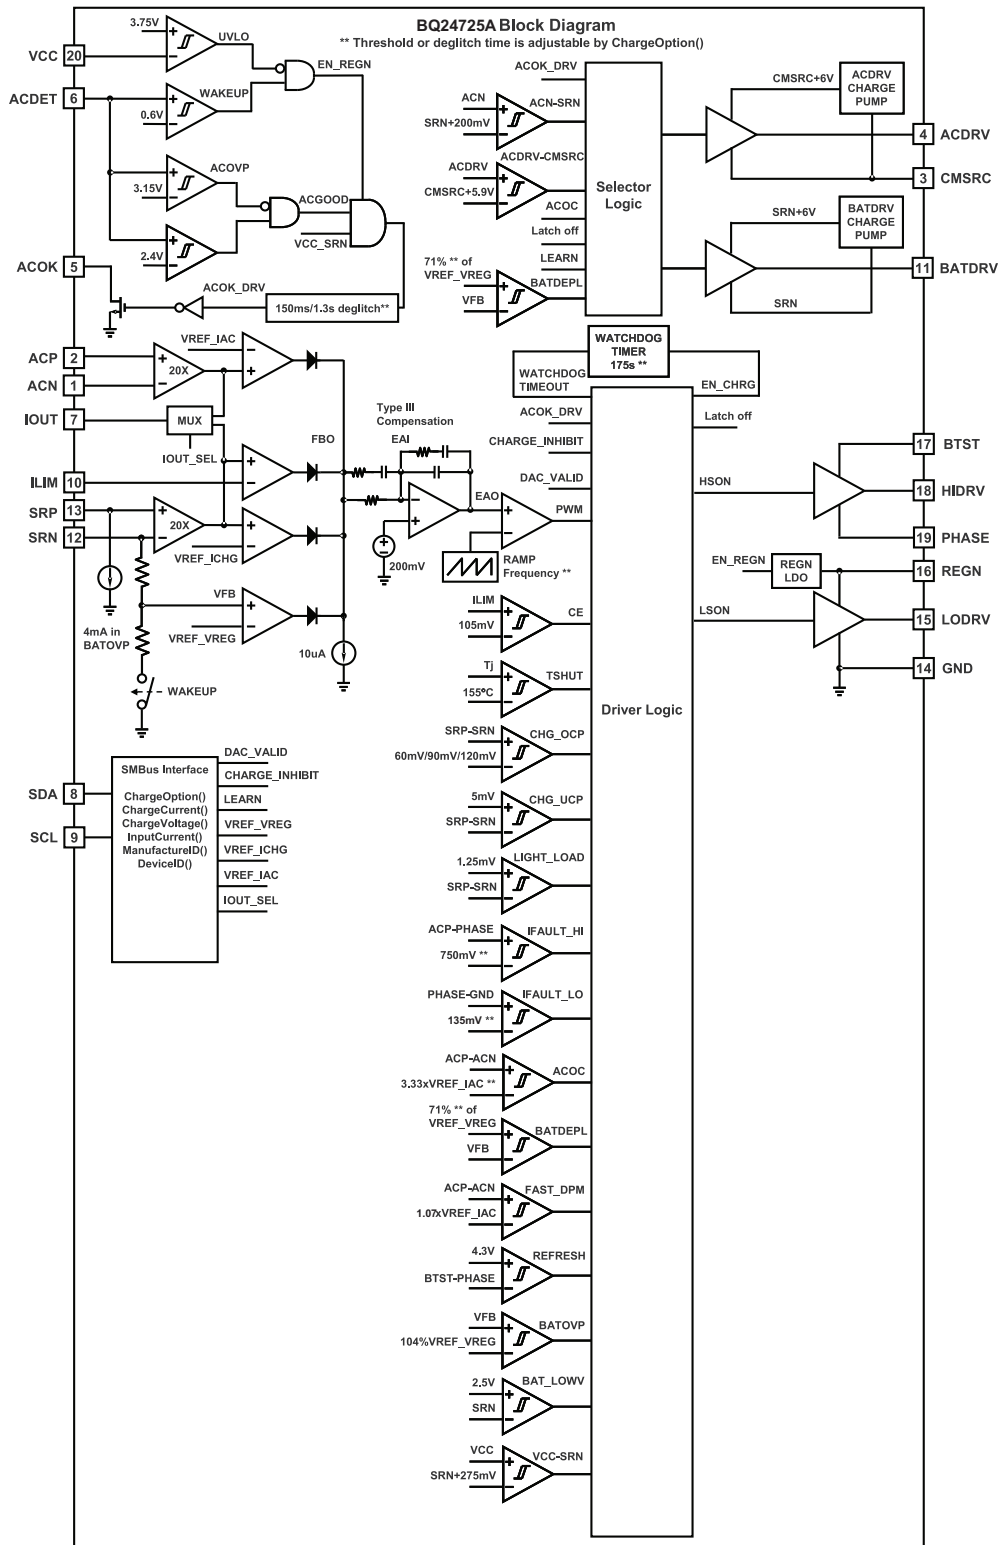 BQ24725A Block Diagram
** Threshold or deglitch time is adjustable by ChargeOption()
3.75V
UVLO
VCC 20
EN_REGN
ACDET 6
WAKEUP
0.6V
ACOVP
3.15V
ACGOOD
VCC_SRN
2.4V
ACOK 5
ACOK_DRV
150ms/1.3s deglitch**
ACOK_DRV
ACN
ACN-SRN
SRN+200mV
ACDRV
ACDRV-CMSRC
CMSRC+5.9V
ACOC
Latch off
LEARN
71% ** of
VREF_VREG
BATDEPL
VFB
Selector
Logic
CMSRC+6V
ACDRV
CHARGE
PUMP
4 ACDRV
3 CMSRC
SRN+6V
BATDRV
CHARGE
PUMP
11 BATDRV
SRN
ACP 2
ACN 1
IOUT 7
ILIM 10
SRP 13
SRN 12
VREF_IAC
20X
MUX
IOUT_SEL
20X
VREF_ICHG
VFB
VREF_VREG
4mA in
BATOVP
WAKEUP
10uA
FBO
Type III
Compensation
EAI
EAO
200mV
RAMP
Frequency **
PWM
WATCHDOG
TIMER
175s **
WATCHDOG
TIMEOUT
EN_CHRG
ACOK_DRV
Latch off
CHARGE_INHIBIT
DAC_VALID
Driver Logic
HSON
17 BTST
18 HIDRV
19 PHASE
EN_REGN
REGN
LDO
16 REGN
LSON
15 LODRV
14 GND
ILIM
CE
105mV
Tj
TSHUT
155ºC
SRP-SRN
CHG_OCP
60mV/90mV/120mV
5mV
CHG_UCP
SRP-SRN
1.25mV
LIGHT_LOAD
SRP-SRN
ACP-PHASE
IFAULT_HI
750mV **
PHASE-GND
IFAULT_LO
135mV **
ACP-ACN
ACOC
3.33xVREF_IAC **
71% ** of
VREF_VREG
BATDEPL
VFB
ACP-ACN
FAST_DPM
1.07xVREF_IAC
4.3V
REFRESH
BTST-PHASE
VFB
BATOVP
104%VREF_VREG
2.5V
BAT_LOWV
SRN
VCC
VCC-SRN
SRN+275mV
SDA 8
SCL 9
SMBus Interface
ChargeOption()
ChargeCurrent()
ChargeVoltage()
InputCurrent()
ManufactureID()
DeviceID()
DAC_VALID
CHARGE_INHIBIT
LEARN
VREF_VREG
VREF_ICHG
VREF_IAC
IOUT_SEL